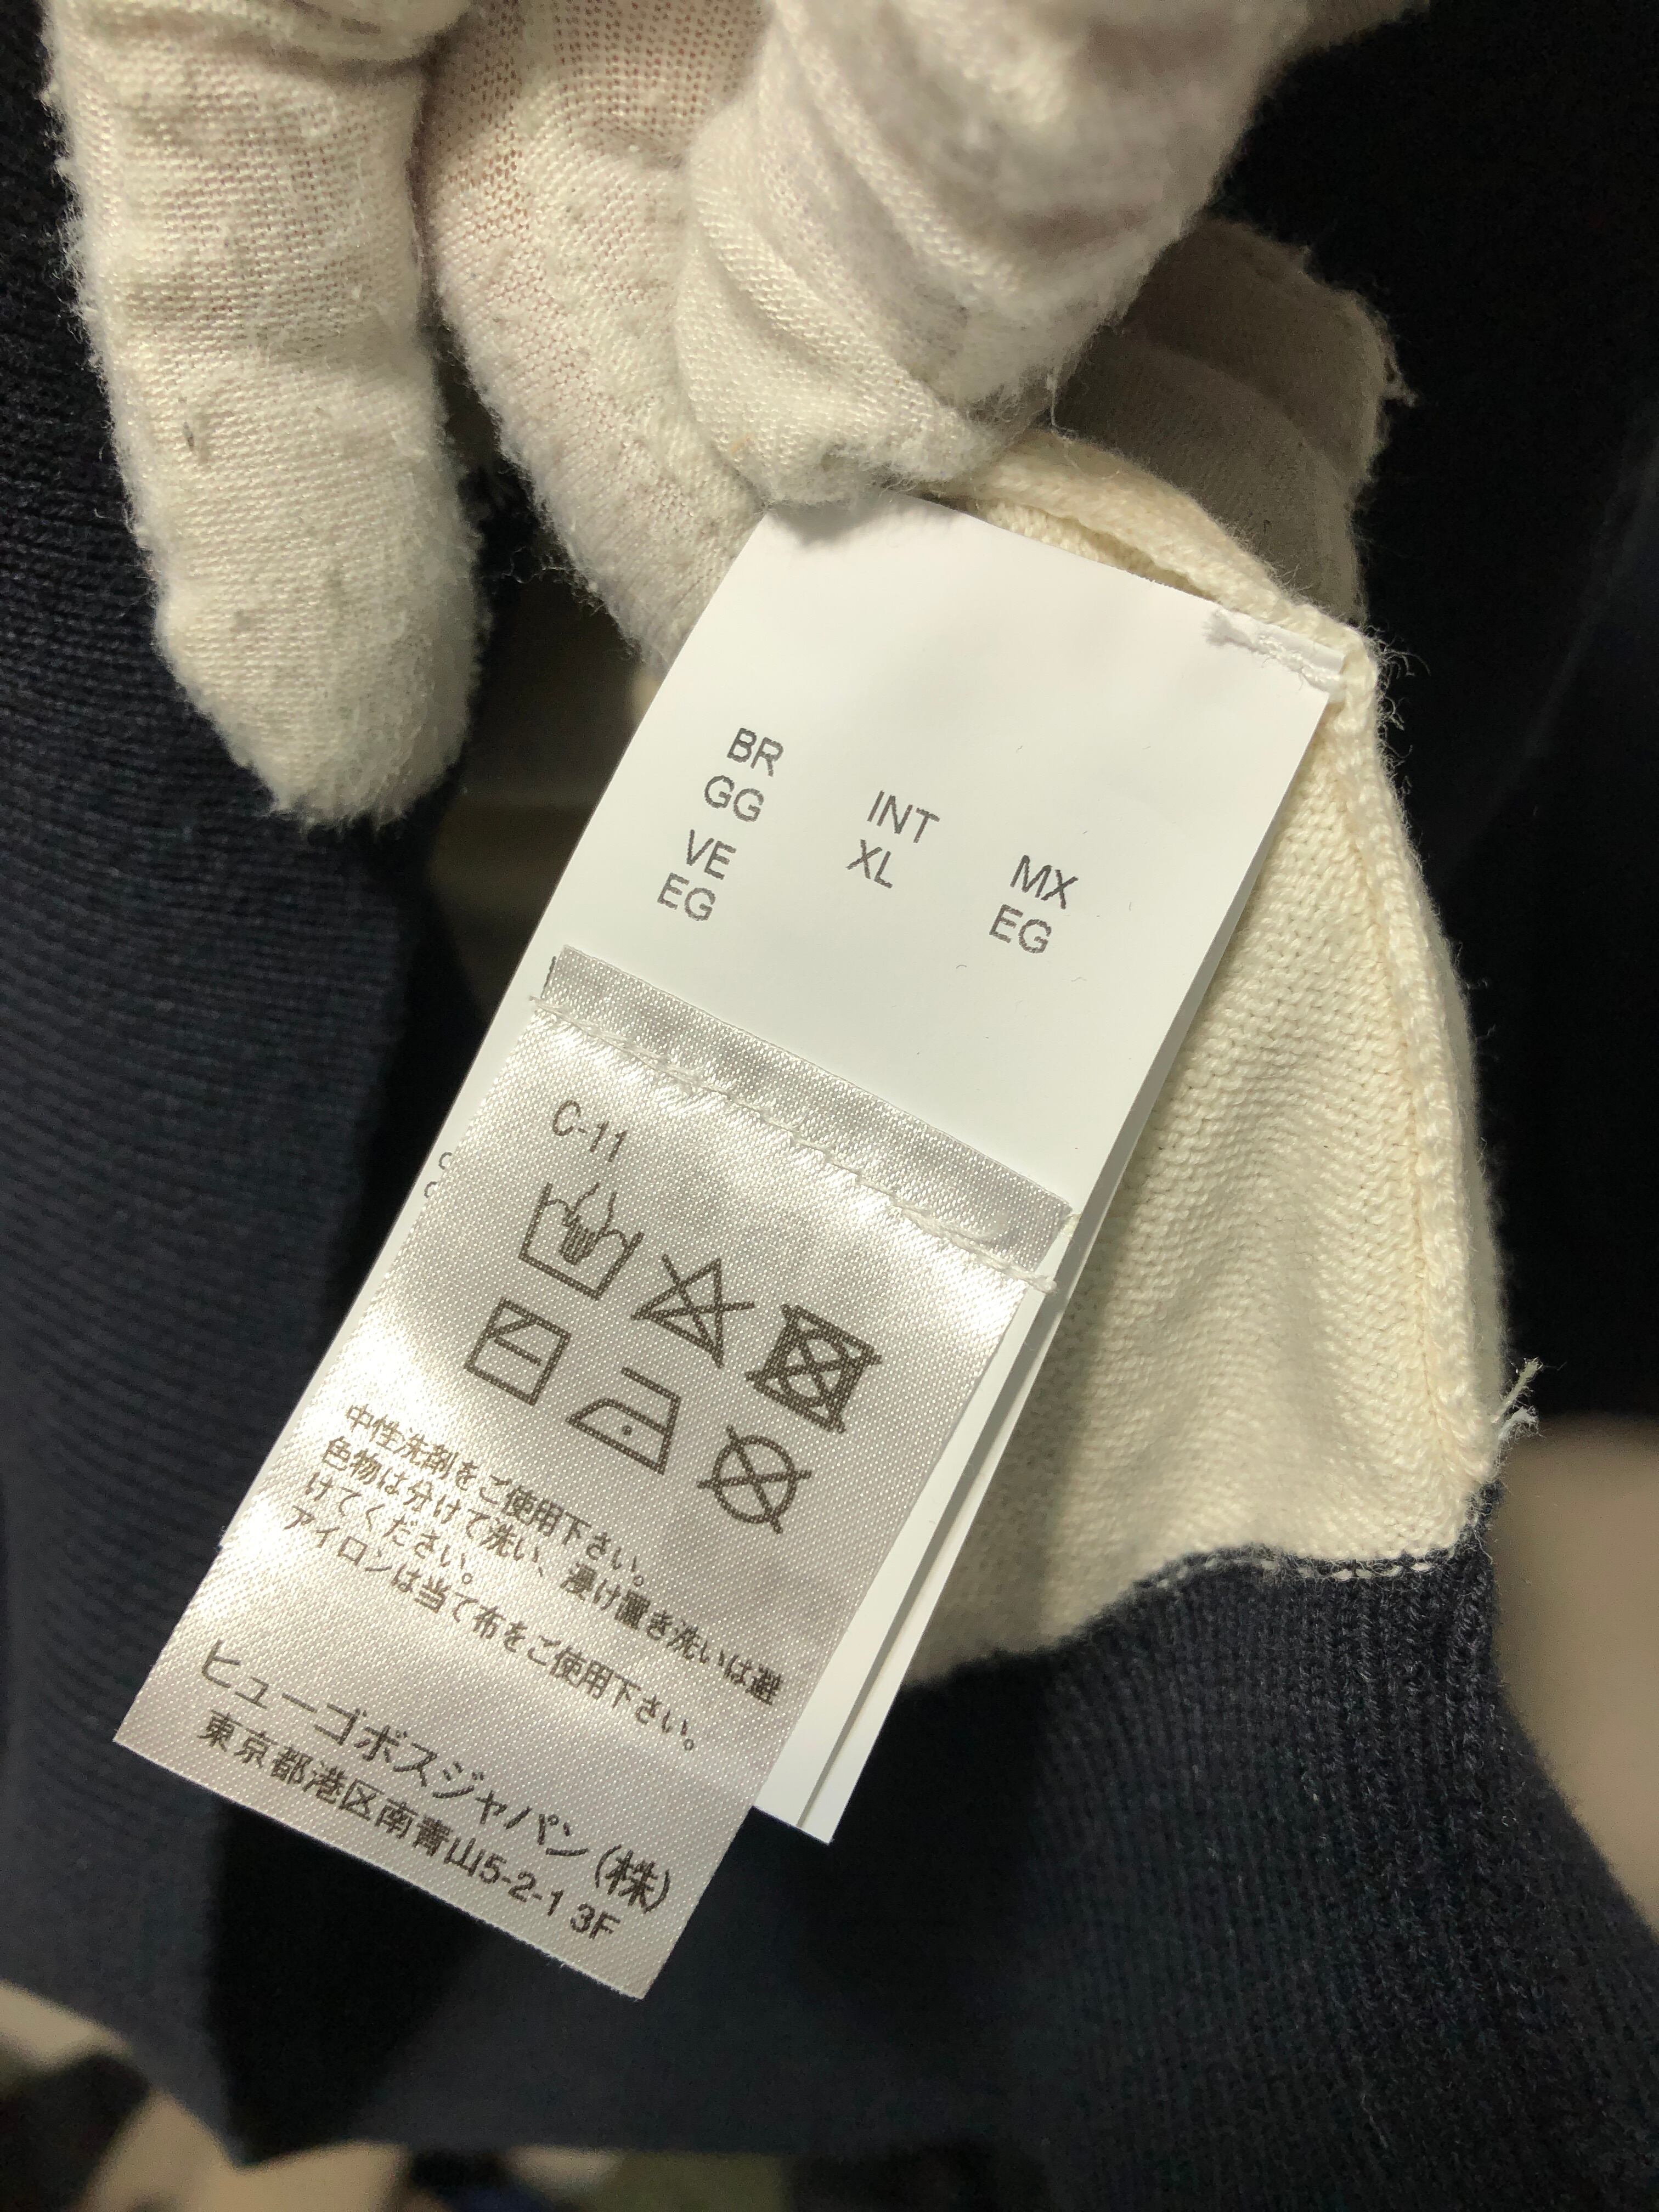 BR
GG
INT
XL
MX
EG
VE
EG
C-11
中性洗剤をご使用下さい。
色物は分けて洗い、浸け置き洗いは避
けてください。
アイロンは当て布をご使用下さい。
ヒューゴボスジャパン(株)
東京都港区南青山5-2-1 3F